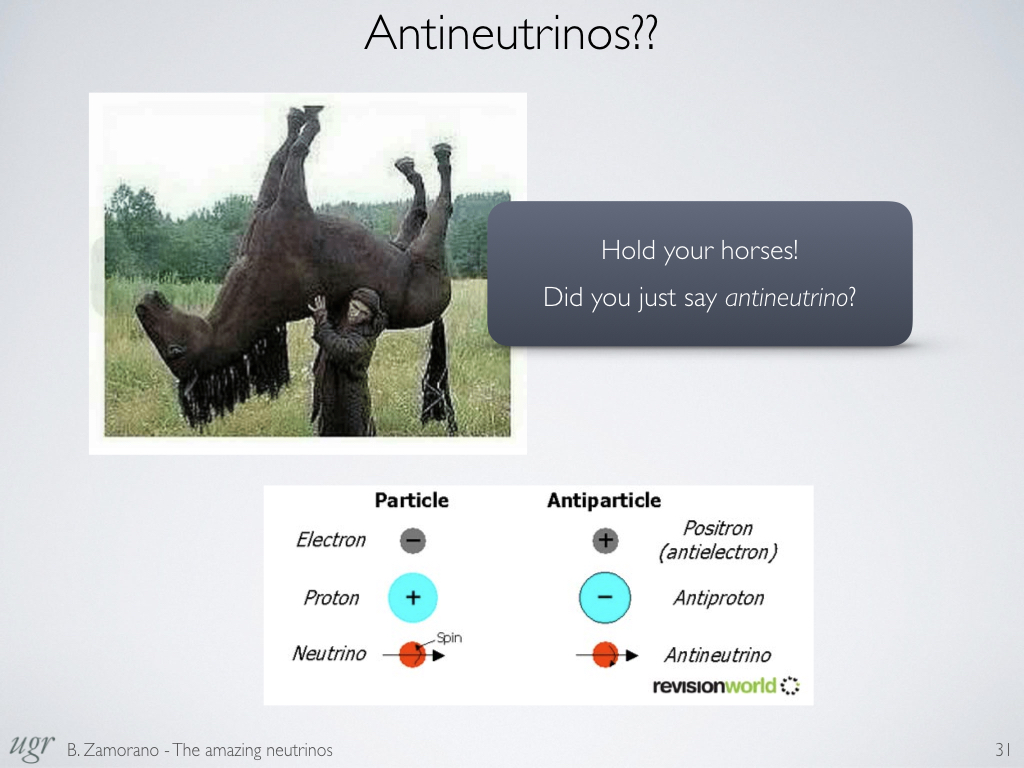 Antineutrinos??
Hold your horses!
Did you just say antineutrino?
Particle Antiparticle
Electron − + Positron
(antielectron)
Proton + − Antiproton
Spin
Neutrino Antineutrino
revisionworld
ugr B. Zamorano - The amazing neutrinos 31